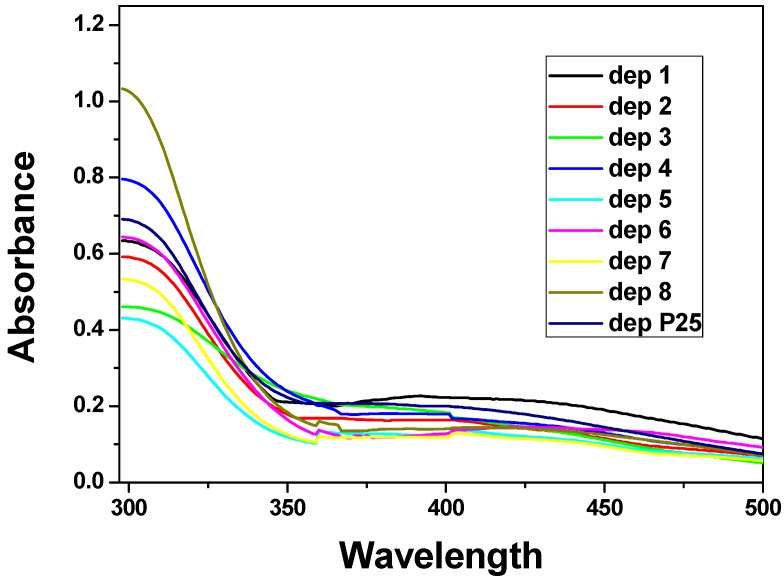 1.2
1.0
0.8
0.6
0.4
0.2
0.0
Absorbance
dep 1
dep 2
dep 3
dep 4
dep 5
dep 6
dep 7
dep 8
dep P25
300 350 400 450 500
Wavelength